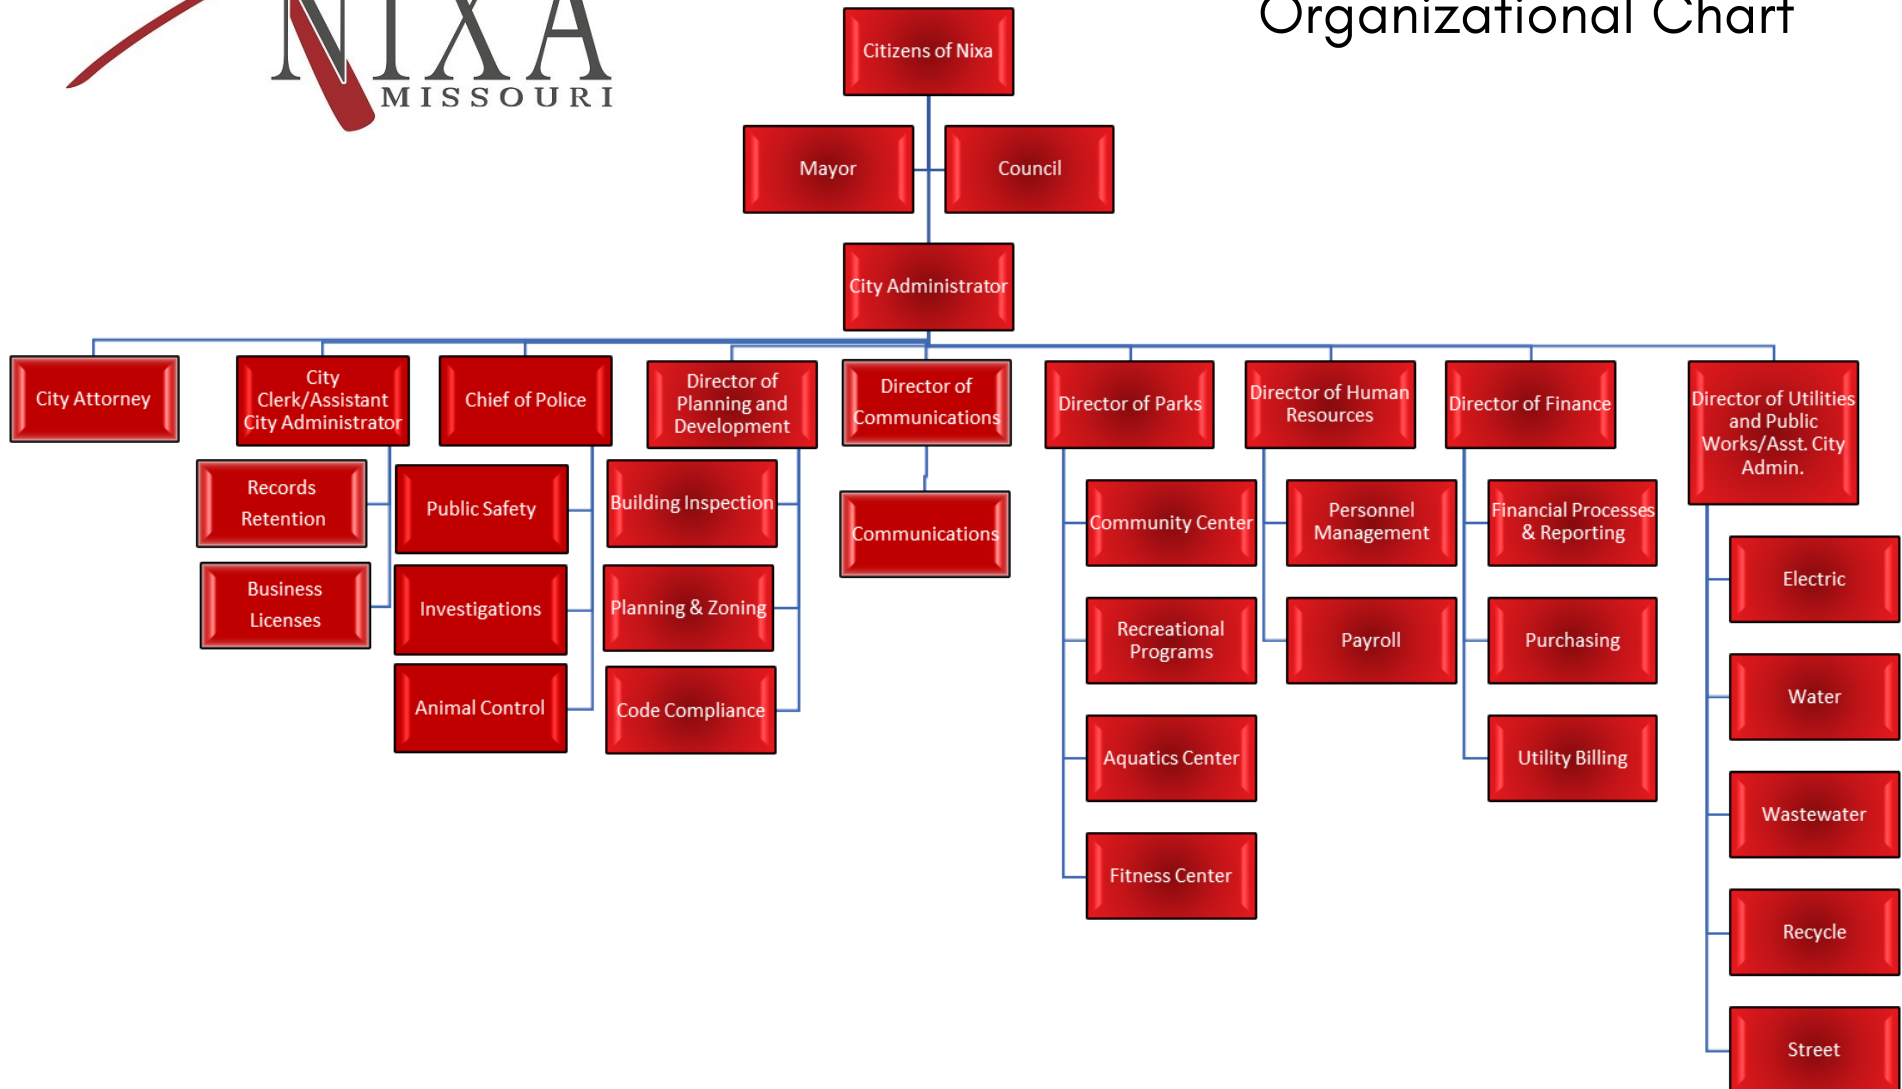 NIXA
MISSOURI
Organizational Chart
Citizens of Nixa
Mayor
Council
City Administrator
City Attorney
City
Clerk/Assistant
City Administrator
Chief of Police
Director of
Planning and
Development
Director of
Communications
Director of Parks
Director of Human
Resources
Director of Finance
Director of Utilities
and Public
Works/Asst. City
Admin.
Records
Retention
Business
Licenses
Public Safety
Investigations
Animal Control
Building Inspection
Planning & Zoning
Code Compliance
Communications
Community Center
Recreational
Programs
Aquatics Center
Fitness Center
Personnel
Management
Payroll
Financial Processes
& Reporting
Purchasing
Utility Billing
Electric
Water
Wastewater
Recycle
Street